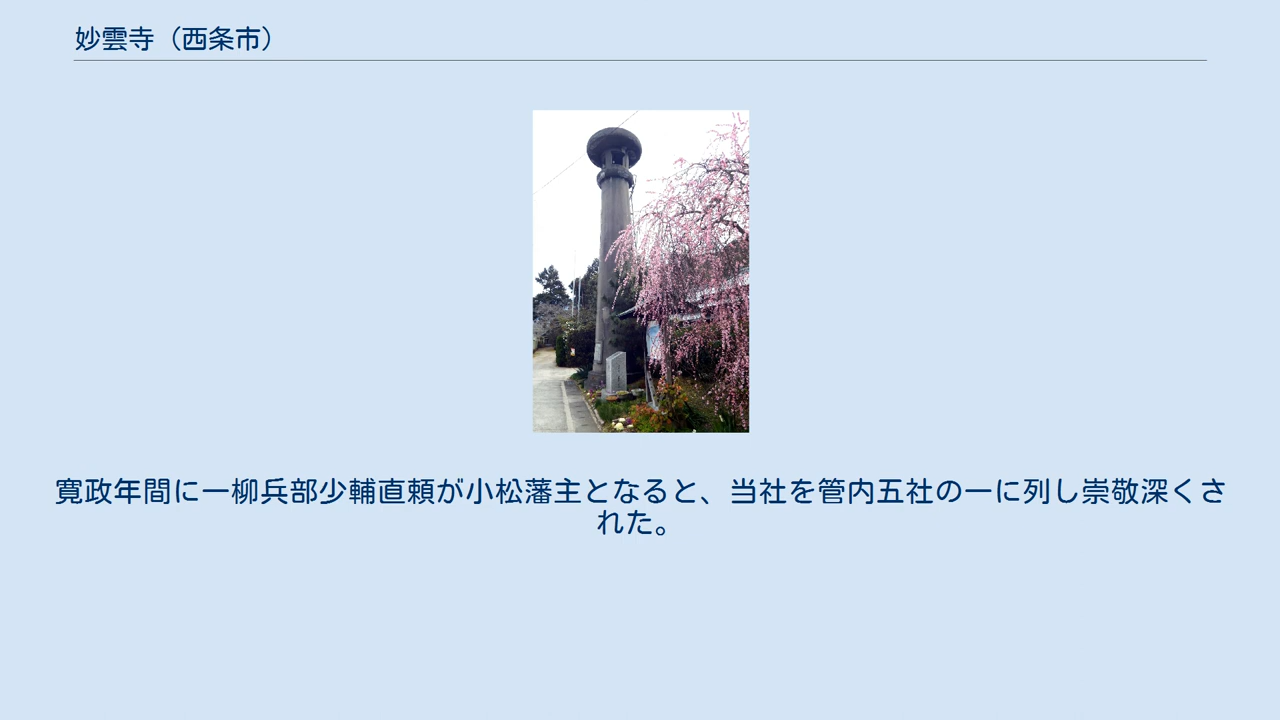 妙雲寺（西条市）
寛政年間に一柳兵部少輔直頼が小松藩主となると、当社を管内五社の一に列し崇敬深くさ
れた。